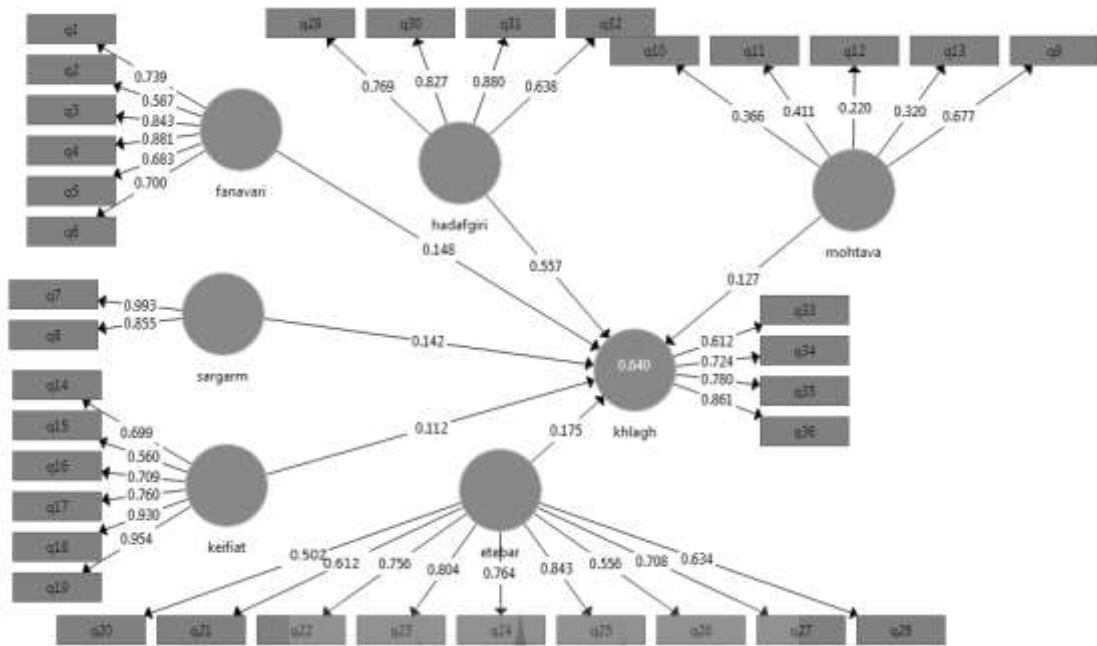 q1
q2
q3
q4
q5
q6
0.739
0.567
0.843
0.881
0.683
0.700
fanavari
q29
q30
q31
q32
0.769
0.827
0.880
0.638
hadafgiri
q10
q11
q12
q13
q9
0.366
0.411
0.220
0.320
0.677
mohtava
0.148
0.557
0.127
q7
q8
0.993
0.855
sargarm
0.142
0.640
khlagh
0.612
0.724
0.780
0.861
q33
q34
q35
q36
q14
q15
q16
q17
q18
q19
0.699
0.560
0.709
0.760
0.930
0.954
keifiat
0.112
0.175
etebar
0.502
0.612
0.756
0.804
0.764
0.843
0.556
0.708
0.634
q20
q21
q22
q23
q24
q25
q26
q27
q28